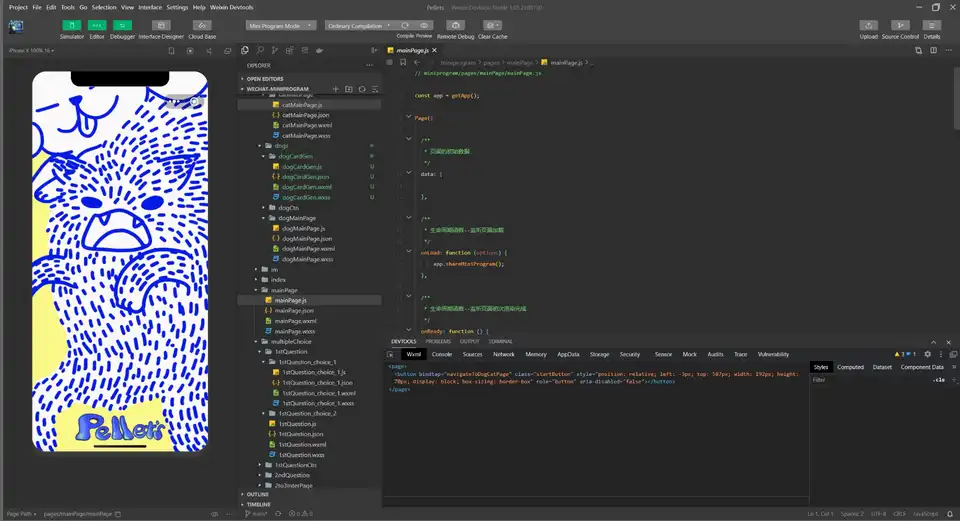 Project File Edit Tools Go Selection View Interface Settings Help Weixin Devtools
Pellets
Mini Program Mode
Ordinary Compilation
Simulator Editor Debugger Interface Designer Cloud Base
Compile Preview Remote Debug Clear Cache
Upload Source Control Details
iPhone X 100% 16
EXPLORER
OPEN EDITORS
WECHAT-MINIPROGRAM
catMainPage
catMainPage.js
catMainPage.json
catMainPage.wxml
catMainPage.wxss
dogs
dogCardGen
dogCardGen.js U
dogCardGen.json U
dogCardGen.wxml U
dogCardGen.wxss U
dogCtn
dogMainPage
dogMainPage.js
dogMainPage.json
dogMainPage.wxml
dogMainPage.wxss
im
index
mainPage
mainPage.js
mainPage.json
mainPage.wxml
mainPage.wxss
multipleChoice
1stQuestion
1stQuestion_choice_1
1stQuestion_choice_1.js
1stQuestion_choice_1.json
1stQuestion_choice_1.wxml
1stQuestion_choice_1.wxss
1stQuestion_choice_2
1stQuestion.js
1stQuestion.json
1stQuestion.wxml
1stQuestion.wxss
1stQuestionCtn
2edQuestion
2to3InterPage
OUTLINE
TIMELINE
mainPage.js
miniprogram › pages › mainPage › mainPage.js › ...
// miniprogram/pages/mainPage/mainPage.js
const app = getApp();
Page({
/**
* 页面的初始数据
*/
data: {
},
/**
* 生命周期函数--监听页面加载
*/
onLoad: function (options) {
app.shareMiniProgram();
},
/**
* 生命周期函数--监听页面初次渲染完成
*/
onReady: function () {
DEVTOOLS PROBLEMS OUTPUT TERMINAL
Wxml Console Sources Network Memory AppData Storage Security Sensor Mock Audits Trace Vulnerability
<page>
<button bindtap="navigateToDogCatPage" class="startButton" style="position: relative; left: -3px; top: 587px; width: 192px; height:
70px; display: block; box-sizing: border-box" role="button" aria-disabled="false"></button>
</page>
Styles Computed Dataset Component Data
Filter .cls
Pellets
Page Path pages/mainPage/mainPage
main*
0 0
Ln 1, Col 1 Spaces: 2 UTF-8 CRLF JavaScript